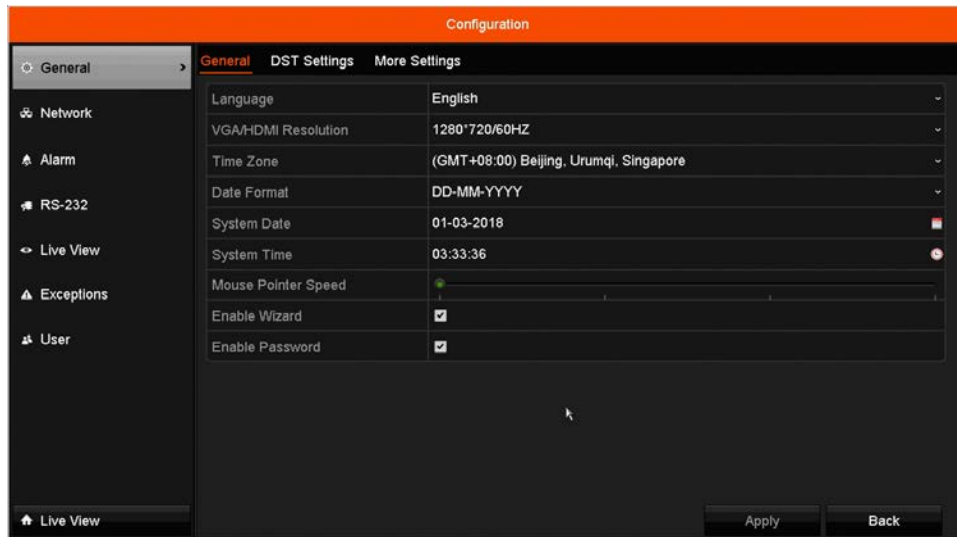 Configuration
General
Network
Alarm
RS-232
Live View
Exceptions
User
Live View
General DST Settings More Settings
Language English
VGA/HDMI Resolution 1280*720/60HZ
Time Zone (GMT+08:00) Beijing, Urumqi, Singapore
Date Format DD-MM-YYYY
System Date 01-03-2018
System Time 03:33:36
Mouse Pointer Speed
Enable Wizard
Enable Password
Apply Back